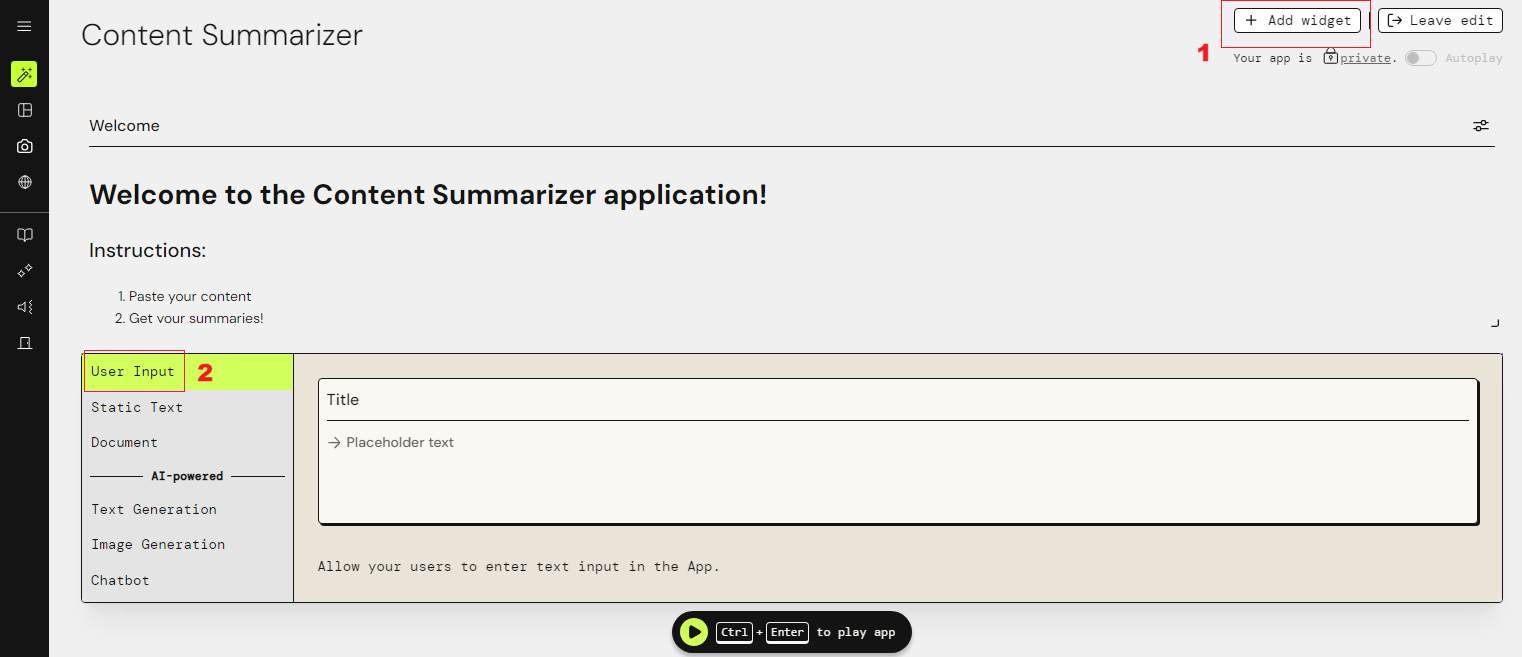 Content Summarizer
+ Add widget
Leave edit
1
Your app is private.
Autoplay
Welcome
Welcome to the Content Summarizer application!
Instructions:
1. Paste your content
2. Get your summaries!
User Input
2
Static Text
Document
AI-powered
Text Generation
Image Generation
Chatbot
Title
→ Placeholder text
Allow your users to enter text input in the App.
Ctrl + Enter to play app